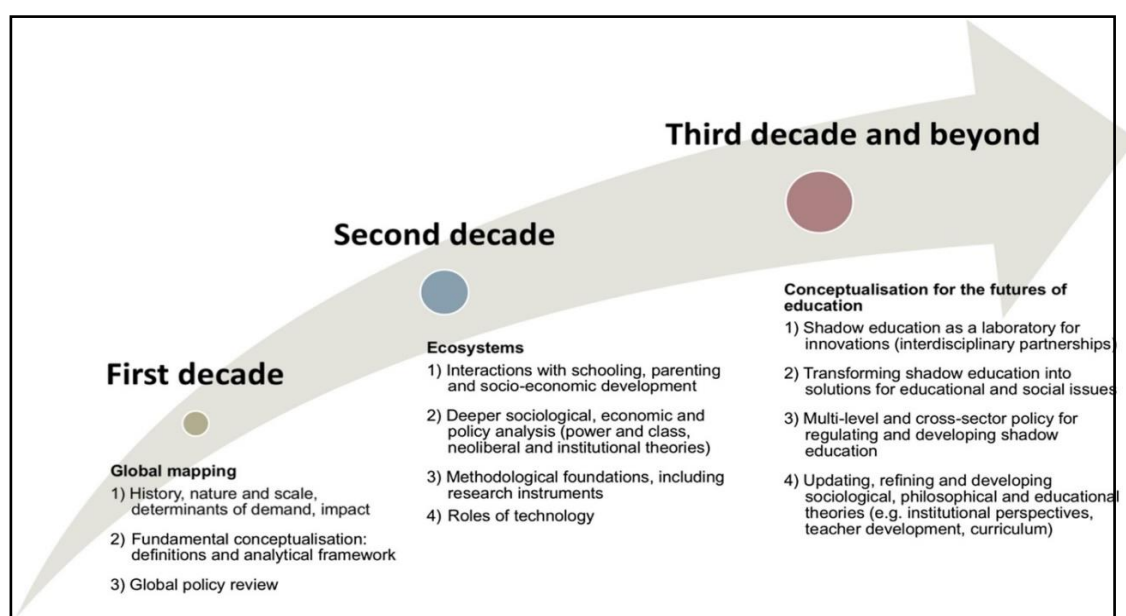 First decade
Global mapping
1) History, nature and scale,
determinants of demand, impact
2) Fundamental conceptualisation:
definitions and analytical framework
3) Global policy review
Second decade
Ecosystems
1) Interactions with schooling, parenting
and socio-economic development
2) Deeper sociological, economic and
policy analysis (power and class,
neoliberal and institutional theories)
3) Methodological foundations, including
research instruments
4) Roles of technology
Third decade and beyond
Conceptualisation for the futures of
education
1) Shadow education as a laboratory for
innovations (interdisciplinary partnerships)
2) Transforming shadow education into
solutions for educational and social issues
3) Multi-level and cross-sector policy for
regulating and developing shadow
education
4) Updating, refining and developing
sociological, philosophical and educational
theories (e.g. institutional perspectives,
teacher development, curriculum)